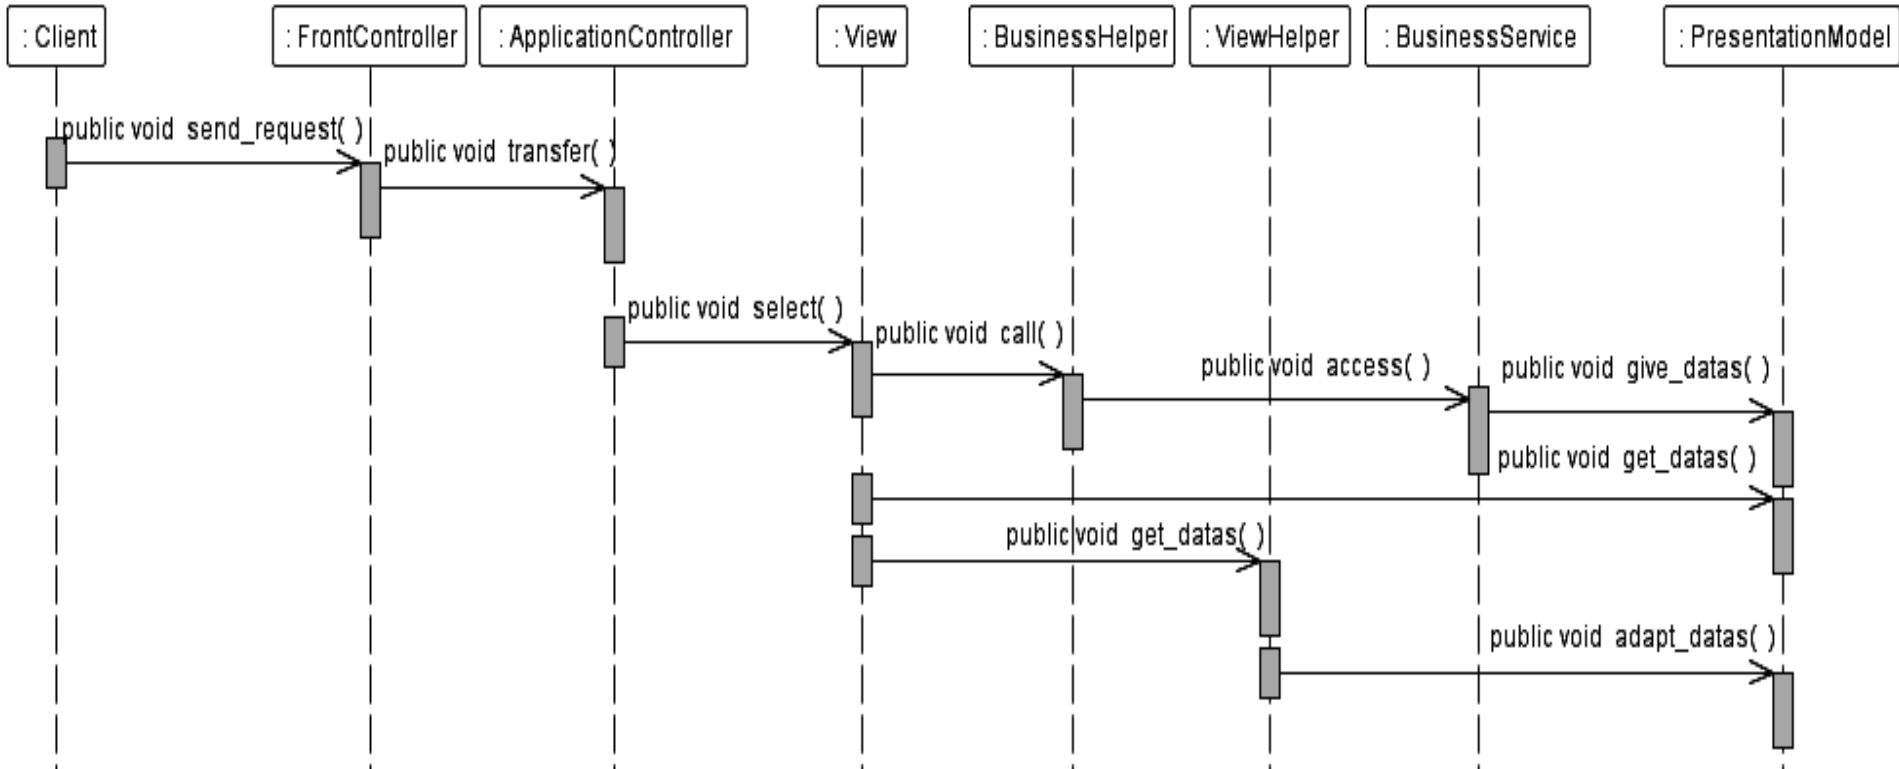 : Client
: FrontController
: ApplicationController
: View
: BusinessHelper
: ViewHelper
: BusinessService
: PresentationModel
public void send_request( )
public void transfer( )
public void select( )
public void call( )
public void access( )
public void give_datas( )
public void get_datas( )
public void get_datas( )
public void adapt_datas( )